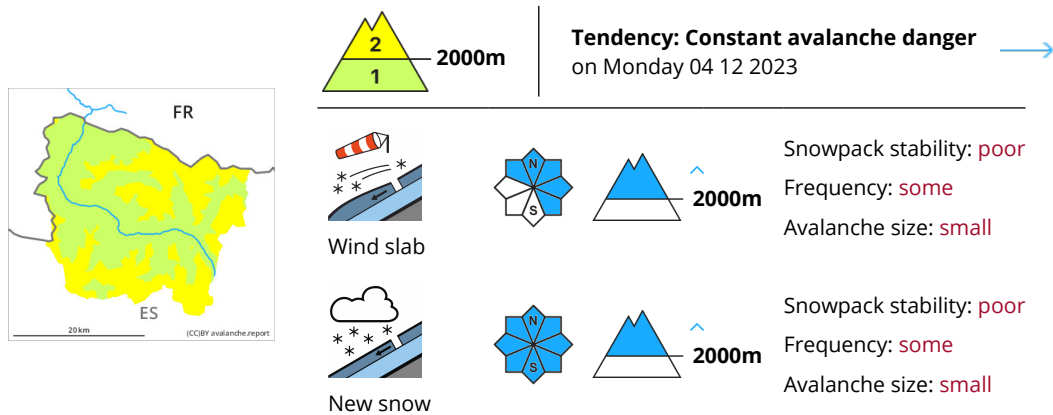 2
1
2000m
Tendency: Constant avalanche danger
on Monday 04 12 2023
FR
ES
20 km
(CC)BY avalanche.report
Wind slab
N
S
2000m
Snowpack stability: poor
Frequency: some
Avalanche size: small
New snow
N
S
2000m
Snowpack stability: poor
Frequency: some
Avalanche size: small